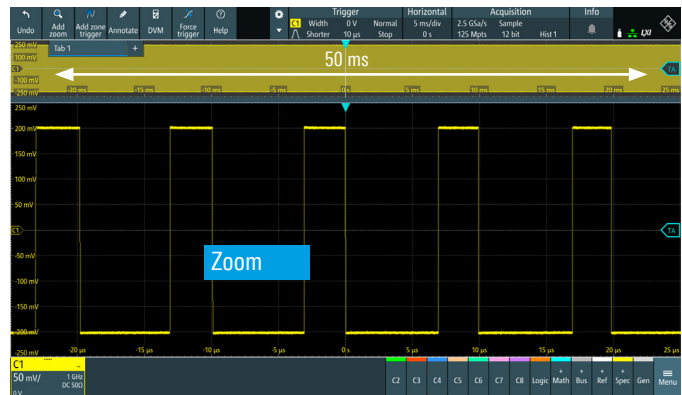 Undo
Add zoom
Add zone trigger
Annotate
DVM
Force trigger
Help
Trigger
C1 Width 0 V Normal
Shorter 10 µs Stop
Horizontal
5 ms/div
0 s
Acquisition
2.5 GSa/s Sample
125 Mpts 12 bit Hist1
Info
LXI
Tab 1 +
250 mV
100 mV
C1
-100 mV
-250 mV
50 ms
TA
-20 ms -15 ms -10 ms -5 ms 0 s 5 ms 10 ms 15 ms 20 ms 25 ms
250 mV
200 mV
150 mV
100 mV
50 mV
C1
TA
-50 mV
Zoom
-100 mV
-150 mV
-200 mV
-250 mV
-20 µs -15 µs -10 µs -5 µs 0 s 5 µs 10 µs 15 µs 20 µs 25 µs
C1
50 mV/ 1 GHz
DC 50Ω
0 V
C2 C3 C4 C5 C6 C7 C8 Logic Math Bus Ref Spec Gen Menu